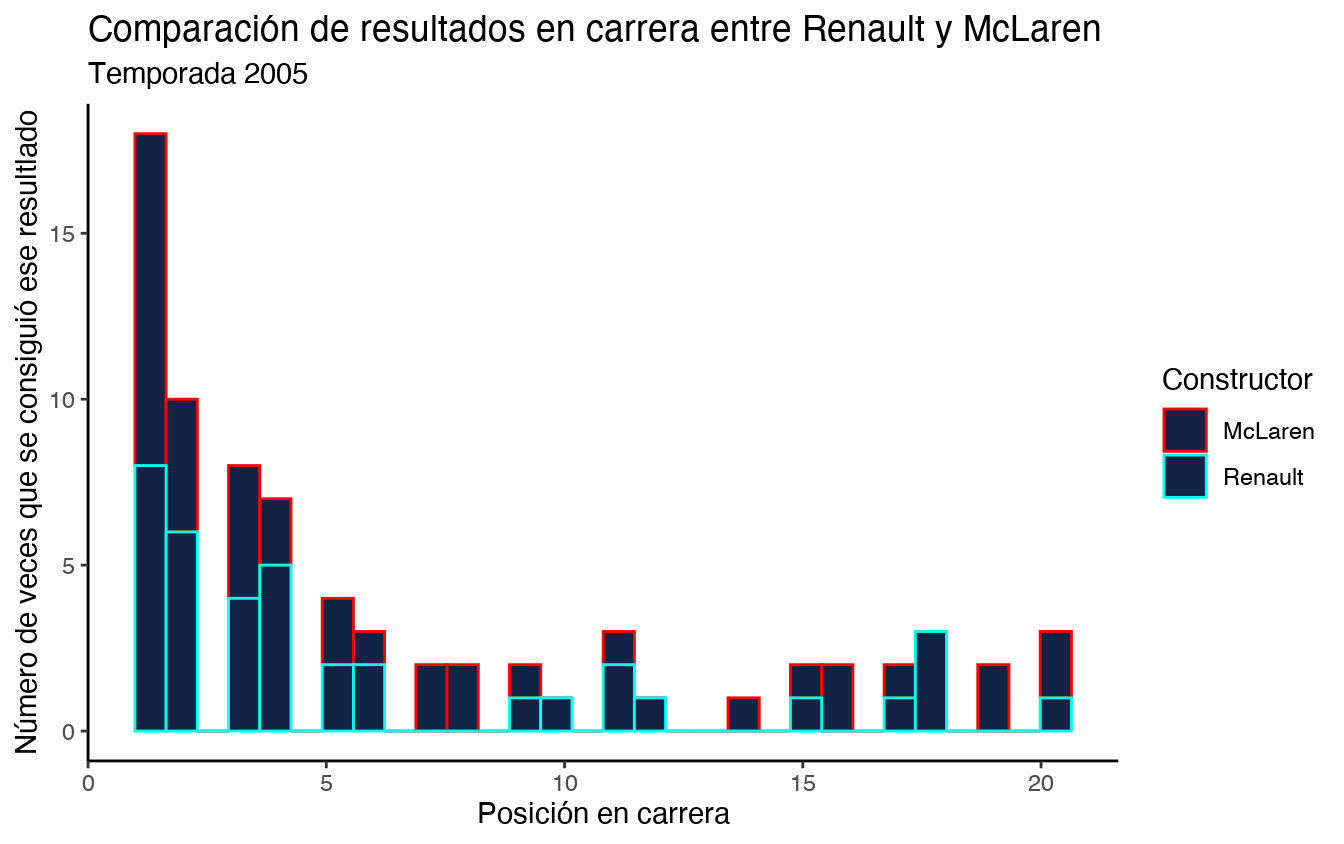 Comparación de resultados en carrera entre Renault y McLaren
Temporada 2005
Número de veces que se consiguió ese resultlado
15
10
5
0
0 5 10 15 20
Posición en carrera
Constructor
McLaren
Renault